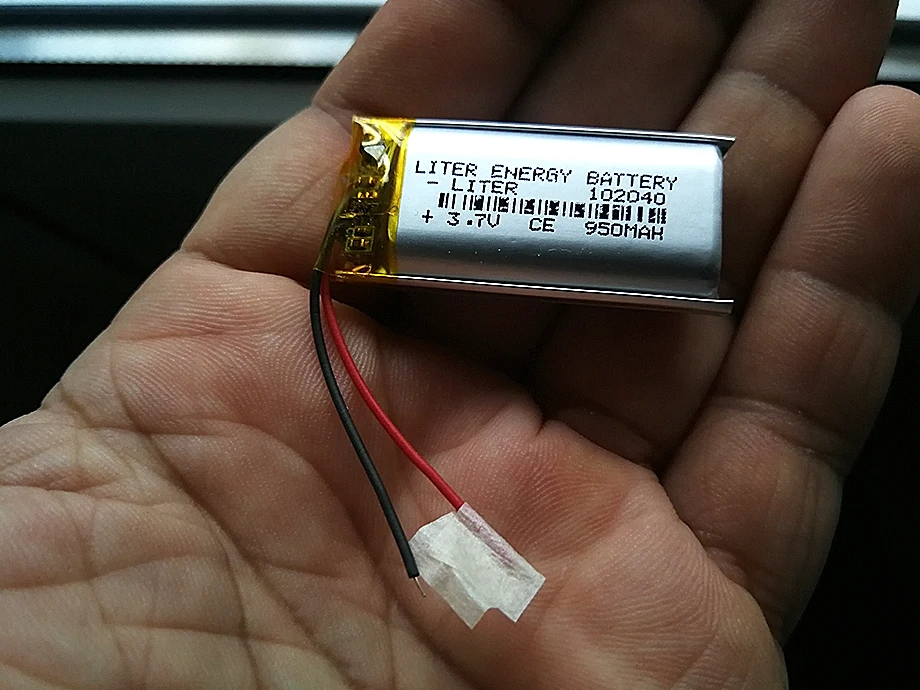 LITER ENERGY BATTERY
- LITER 102040
+ 3.7V CE 950MAH